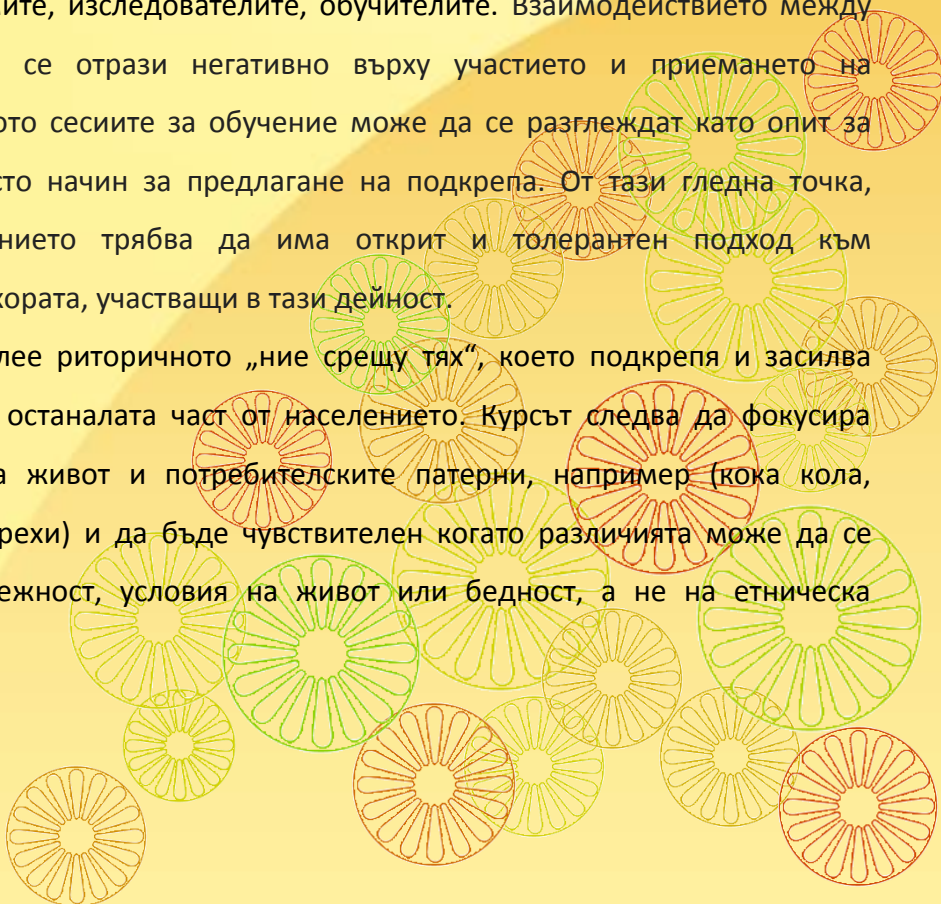 ите, изследователите, обучителите. Взаимодействието между
се отрази негативно върху участието и приемането на
ото сесиите за обучение може да се разглеждат като опит за
сто начин за предлагане на подкрепа. От тази гледна точка,
нието трябва да има открит и толерантен подход към
хората, участващи в тази дейност.
лее риторичното „ние срещу тях“, което подкрепя и засилва
останалата част от населението. Курсът следва да фокусира
а живот и потребителските патерни, например (кока кола,
рехи) и да бъде чувствителен когато различията може да се
ежност, условия на живот или бедност, а не на етническа